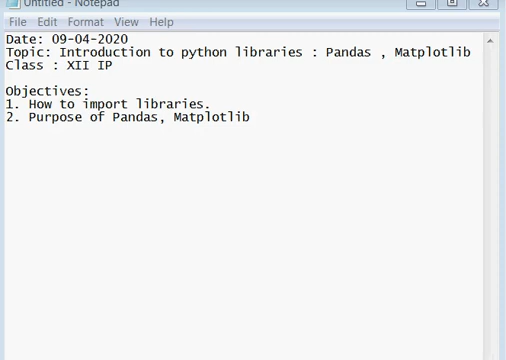 Untitled - Notepad
File Edit Format View Help
Date: 09-04-2020
Topic: Introduction to python libraries : Pandas , Matplotlib
Class : XII IP
Objectives:
1. How to import libraries.
2. Purpose of Pandas, Matplotlib